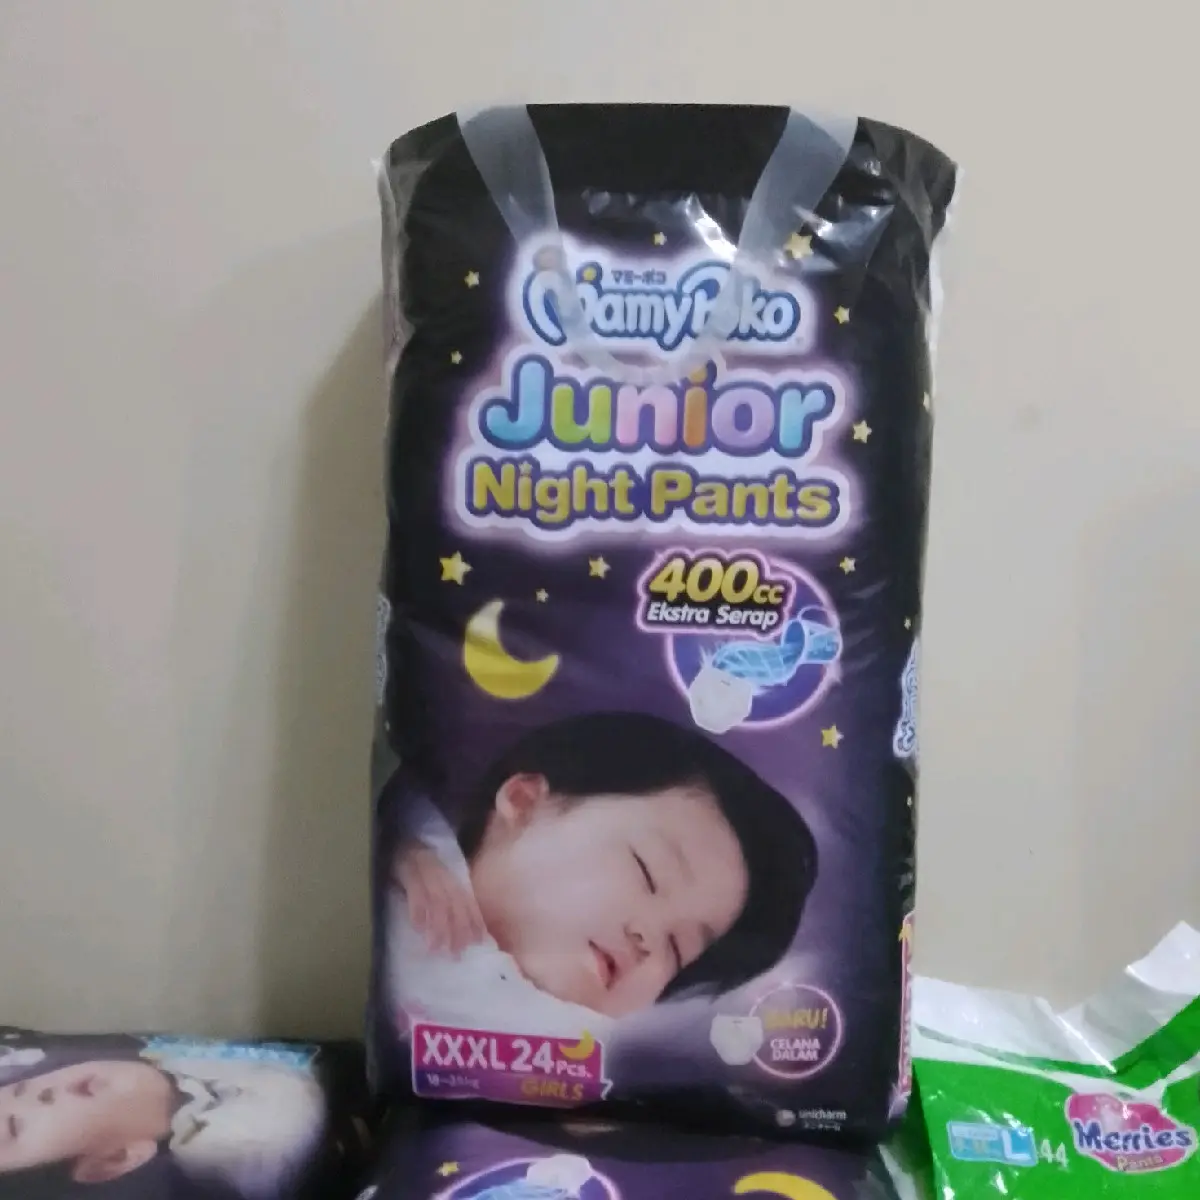 マミーポコ
MamyPoko
Junior
Night Pants
400cc
Ekstra Serap
BARU!
CELANA
DALAM
XXXL 24 Pcs.
GIRLS
unicharm
Merries
Pants
L 44